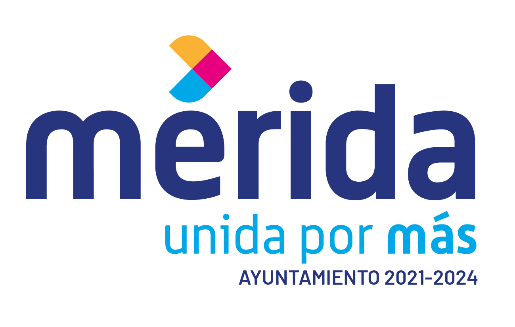 mérida
unida por más
AYUNTAMIENTO 2021-2024